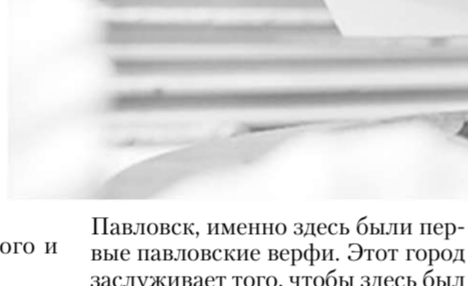 ого и
Павловск, именно здесь были пер-
вые павловские верфи. Этот город
заслуживает того, чтобы здесь был